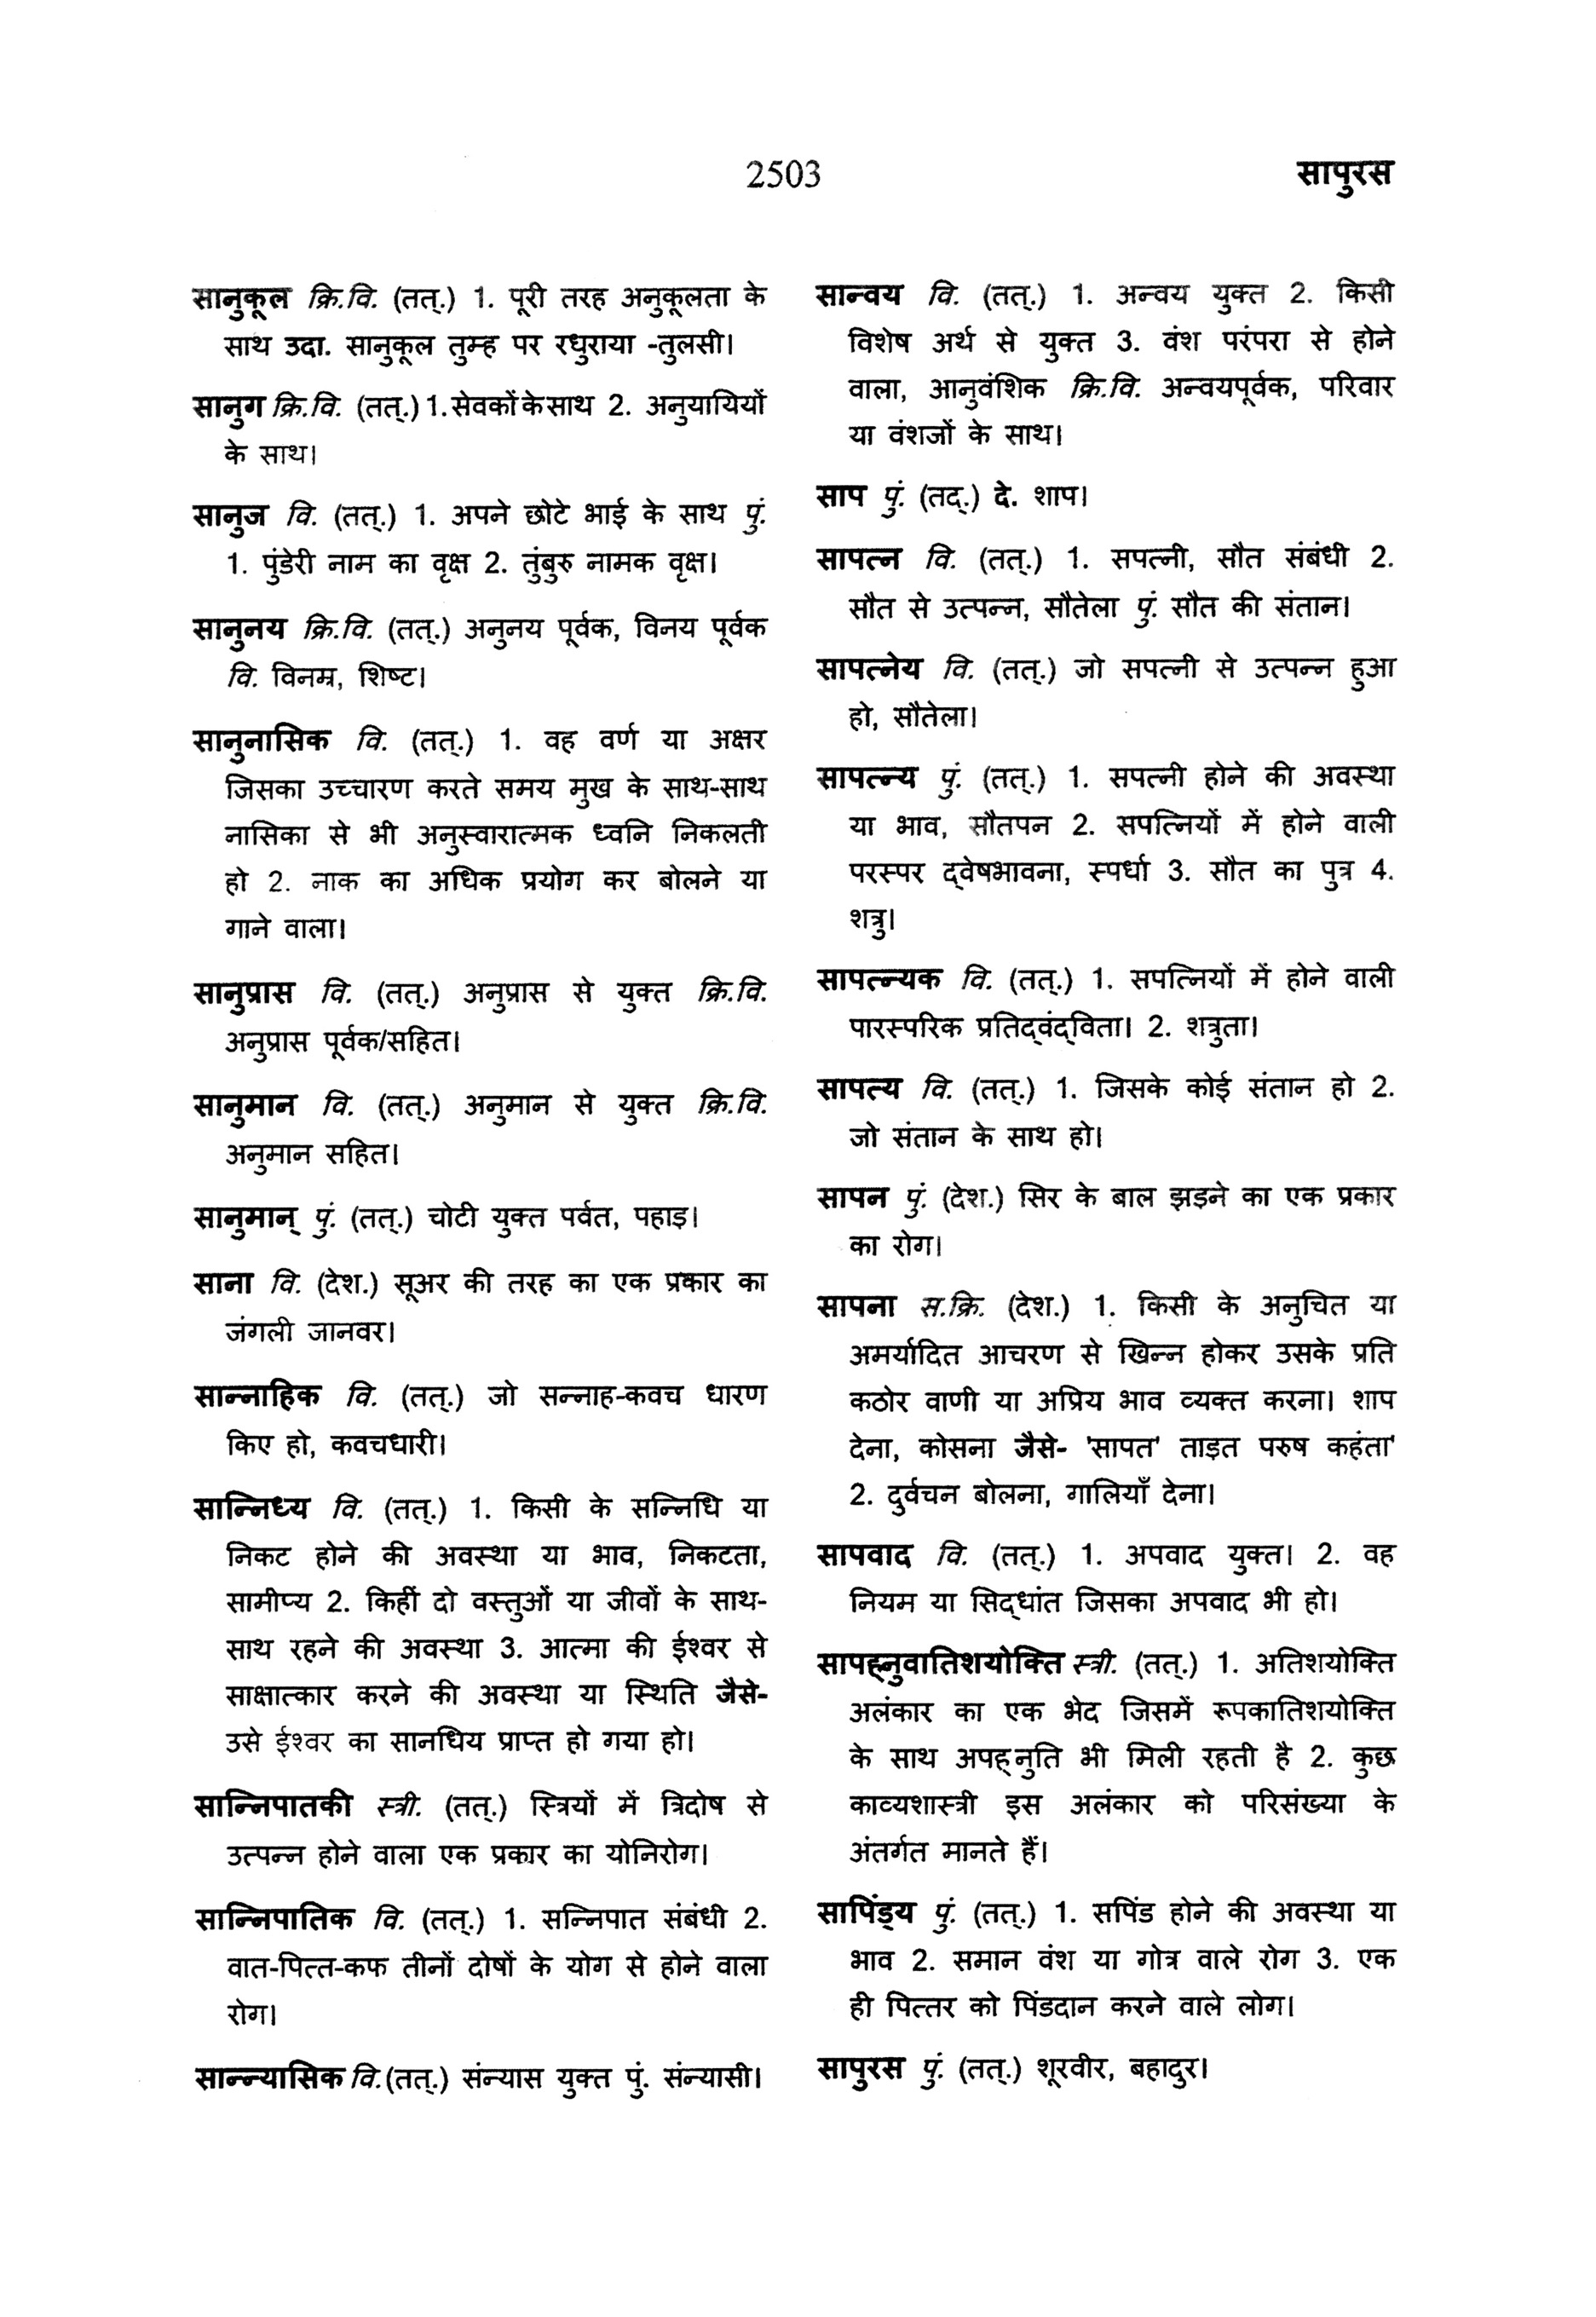 2503
सापुरस
सानुकूल क्रि.वि. (तत्.) 1. पूरी तरह अनुकूलता के
साथ उदा. सानुकूल तुम्ह पर रधुराया -तुलसी।
सानुग क्रि.वि. (तत्.) 1.सेवकों के साथ 2. अनुयायियों
के साथ।
सानुज वि. (तत्.) 1. अपने छोटे भाई के साथ पुं.
1. पुंडेरी नाम का वृक्ष 2. तुंबुरु नामक वृक्ष।
सानुनय क्रि.वि. (तत्.) अनुनय पूर्वक, विनय पूर्वक
वि. विनम्र, शिष्ट।
सानुनासिक वि. (तत्.) 1. वह वर्ण या अक्षर
जिसका उच्चारण करते समय मुख के साथ-साथ
नासिका से भी अनुस्वारात्मक ध्वनि निकलती
हो 2. नाक का अधिक प्रयोग कर बोलने या
गाने वाला।
सानुप्रास वि. (तत्.) अनुप्रास से युक्त क्रि.वि.
अनुप्रास पूर्वक/सहित।
सानुमान वि. (तत्.) अनुमान से युक्त क्रि.वि.
अनुमान सहित।
सानुमान् पुं. (तत्.) चोटी युक्त पर्वत, पहाड़।
साना वि. (देश.) सूअर की तरह का एक प्रकार का
जंगली जानवर।
सान्नाहिक वि. (तत्.) जो सन्नाह-कवच धारण
किए हो, कवचधारी।
सान्निध्य वि. (तत्.) 1. किसी के सन्निधि या
निकट होने की अवस्था या भाव, निकटता,
सामीप्य 2. किहीं दो वस्तुओं या जीवों के साथ-
साथ रहने की अवस्था 3. आत्मा की ईश्वर से
साक्षात्कार करने की अवस्था या स्थिति जैसे-
उसे ईश्वर का सानधिय प्राप्त हो गया हो।
सान्निपातकी स्त्री. (तत्.) स्त्रियों में त्रिदोष से
उत्पन्न होने वाला एक प्रकार का योनिरोग।
सान्निपातिक वि. (तत्.) 1. सन्निपात संबंधी 2.
वात-पित्त-कफ तीनों दोषों के योग से होने वाला
रोग।
सान्न्यासिक वि.(तत्.) संन्यास युक्त पुं. संन्यासी।
सान्वय वि. (तत्.) 1. अन्वय युक्त 2. किसी
विशेष अर्थ से युक्त 3. वंश परंपरा से होने
वाला, आनुवंशिक क्रि.वि. अन्वयपूर्वक, परिवार
या वंशजों के साथ।
साप पुं. (तद्.) दे. शाप।
सापत्न वि. (तत्.) 1. सपत्नी, सौत संबंधी 2.
सौत से उत्पन्न, सौतेला पुं. सौत की संतान।
सापत्नेय वि. (तत्.) जो सपत्नी से उत्पन्न हुआ
हो, सौतेला।
सापत्न्य पुं. (तत्.) 1. सपत्नी होने की अवस्था
या भाव, सौतपन 2. सपत्नियों में होने वाली
परस्पर द्वेषभावना, स्पर्धा 3. सौत का पुत्र 4.
शत्रु।
सापत्न्यक वि. (तत्.) 1. सपत्नियों में होने वाली
पारस्परिक प्रतिद्वंद्विता। 2. शत्रुता।
सापत्य वि. (तत्.) 1. जिसके कोई संतान हो 2.
जो संतान के साथ हो।
सापन पुं. (देश.) सिर के बाल झड़ने का एक प्रकार
का रोग।
सापना स.क्रि. (देश.) 1. किसी के अनुचित या
अमर्यादित आचरण से खिन्न होकर उसके प्रति
कठोर वाणी या अप्रिय भाव व्यक्त करना। शाप
देना, कोसना जैसे- 'सापत' ताड़त परुष कहंता'
2. दुर्वचन बोलना, गालियाँ देना।
सापवाद वि. (तत्.) 1. अपवाद युक्त। 2. वह
नियम या सिद्धांत जिसका अपवाद भी हो।
सापह्नुवातिशयोक्ति स्त्री. (तत्.) 1. अतिशयोक्ति
अलंकार का एक भेद जिसमें रूपकातिशयोक्ति
के साथ अपह्नुति भी मिली रहती है 2. कुछ
काव्यशास्त्री इस अलंकार को परिसंख्या के
अंतर्गत मानते हैं।
सापिंड्य पुं. (तत्.) 1. सपिंड होने की अवस्था या
भाव 2. समान वंश या गोत्र वाले रोग 3. एक
ही पित्तर को पिंडदान करने वाले लोग।
सापुरस पुं. (तत्.) शूरवीर, बहादुर।